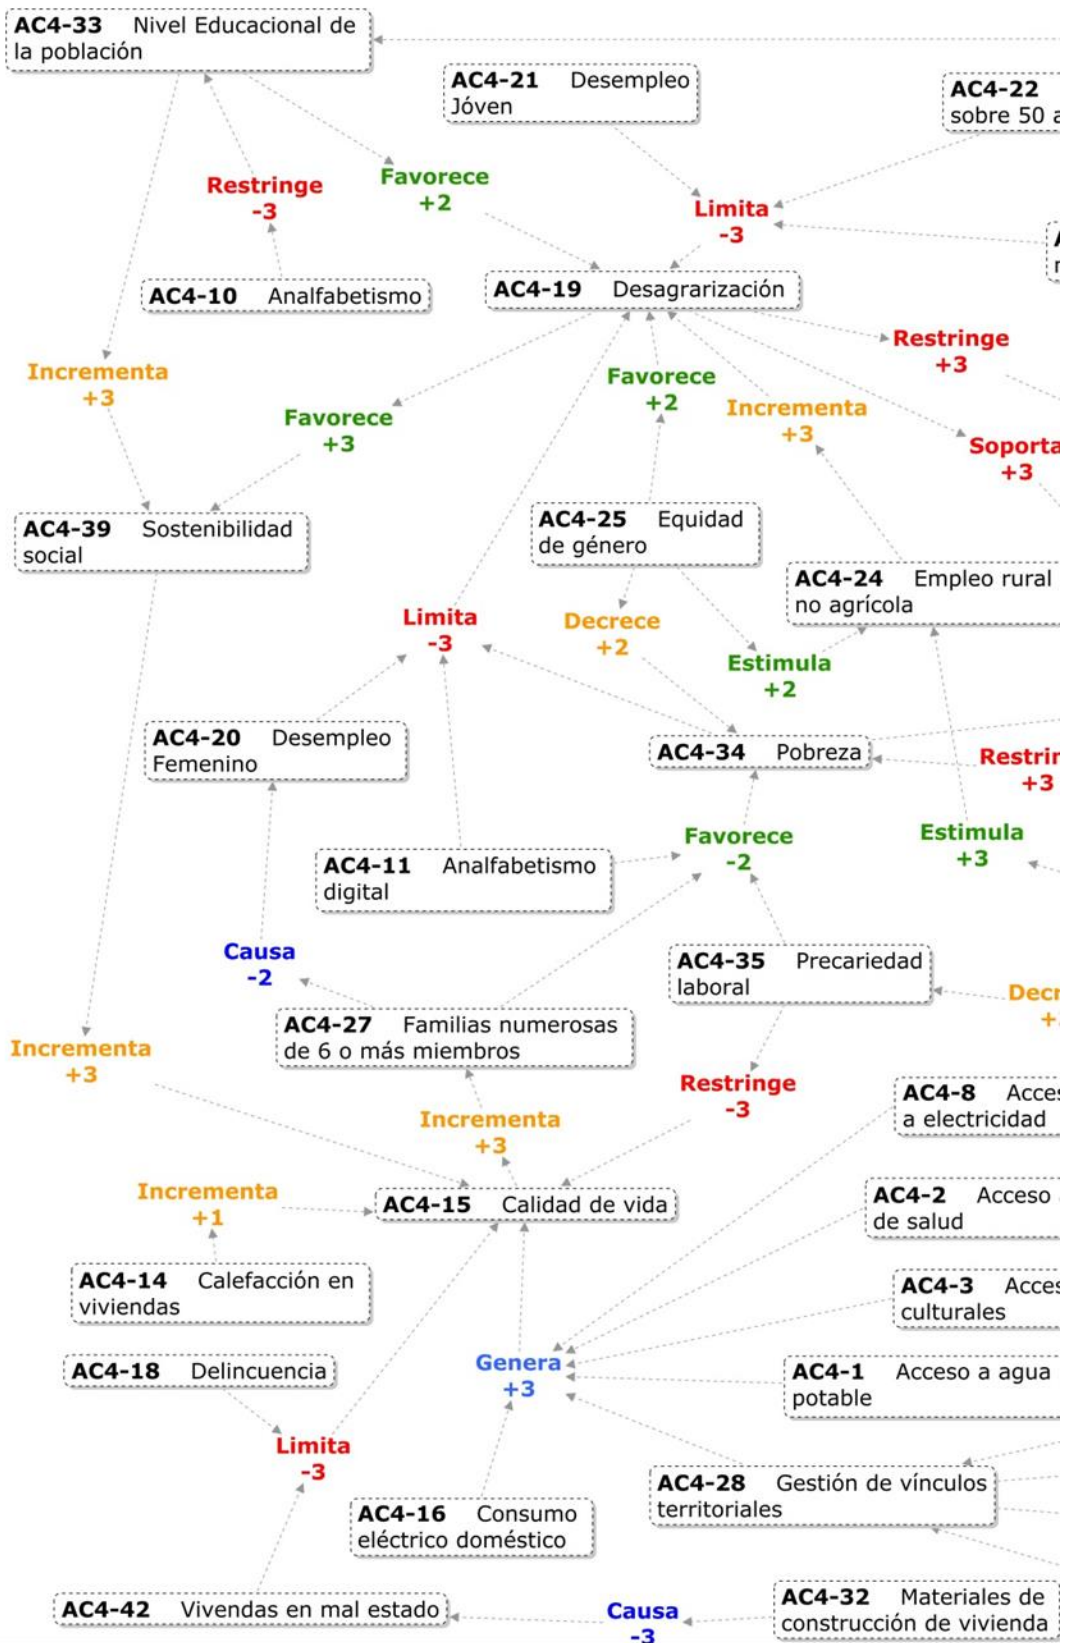 AC4-33 Nivel Educacional de
la población
AC4-21 Desempleo
Jóven
AC4-22
sobre 50
Restringe
-3
Favorece
+2
Limita
-3
AC4-10 Analfabetismo
AC4-19 Desagrarización
Restringe
+3
Incrementa
+3
Favorece
+3
Favorece
+2
Incrementa
+3
Soporta
+3
AC4-39 Sostenibilidad
social
AC4-25 Equidad
de género
AC4-24 Empleo rural
no agrícola
Limita
-3
Decrece
+2
Estimula
+2
AC4-20 Desempleo
Femenino
AC4-34 Pobreza
Restrin
+3
Favorece
-2
Estimula
+3
AC4-11 Analfabetismo
digital
Causa
-2
AC4-35 Precariedad
laboral
Decr
AC4-27 Familias numerosas
de 6 o más miembros
Incrementa
+3
Restringe
-3
AC4-8 Acces
a electricidad
Incrementa
+3
Incrementa
+1
AC4-15 Calidad de vida
AC4-2 Acceso
de salud
AC4-14 Calefacción en
viviendas
AC4-3 Acces
culturales
Genera
+3
AC4-18 Delincuencia
AC4-1 Acceso a agua
potable
Limita
-3
AC4-28 Gestión de vínculos
territoriales
AC4-16 Consumo
eléctrico doméstico
AC4-42 Vivendas en mal estado
Causa
-3
AC4-32 Materiales de
construcción de vivienda